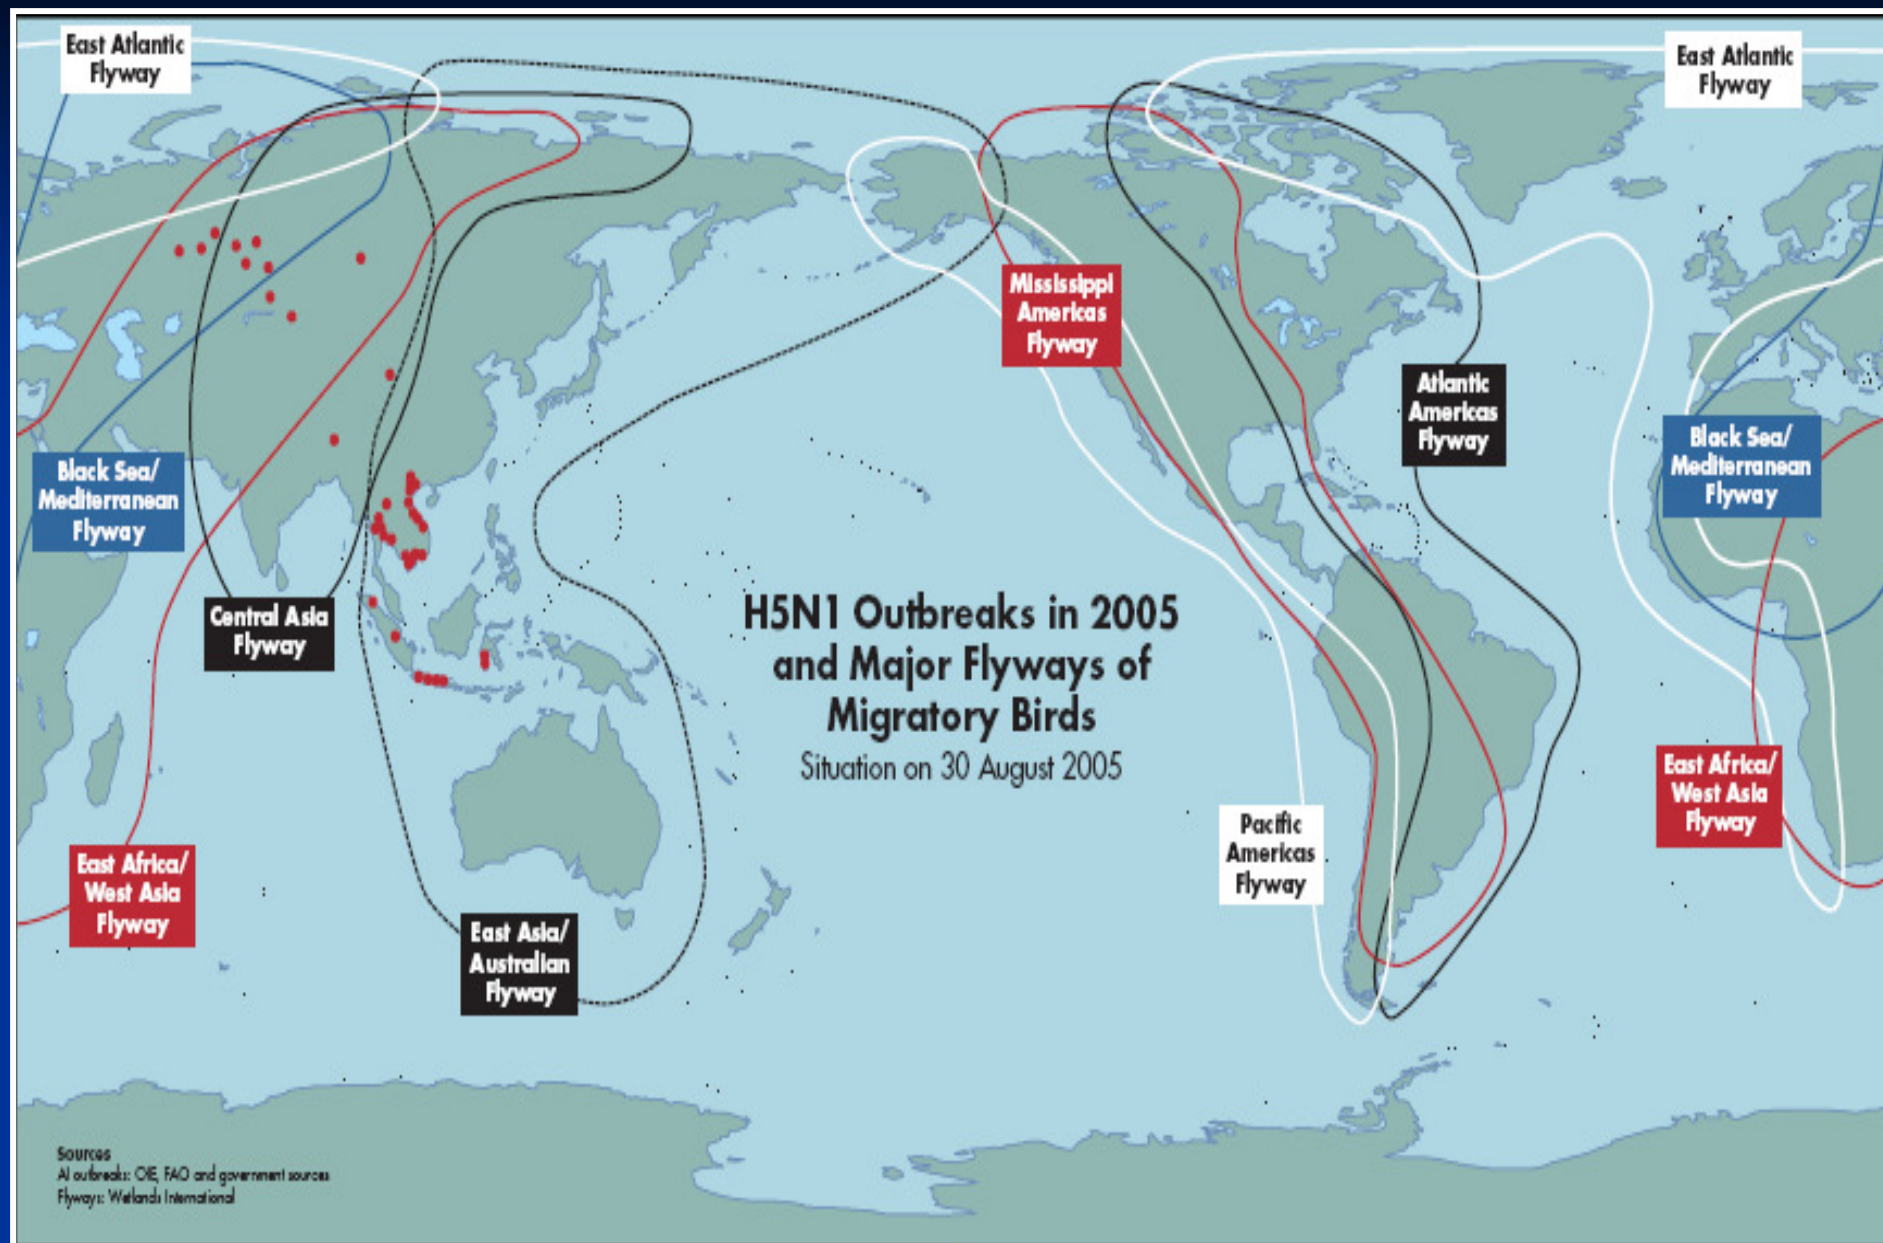 East Atlantic
Flyway
East Atlantic
Flyway
Mississippi
Americas
Flyway
Atlantic
Americas
Flyway
Black Sea/
Mediterranean
Flyway
Black Sea/
Mediterranean
Flyway
Central Asia
Flyway
H5N1 Outbreaks in 2005
and Major Flyways of
Migratory Birds
Situation on 30 August 2005
East Africa/
West Asia
Flyway
Pacific
Americas
Flyway
East Africa/
West Asia
Flyway
East Asia/
Australian
Flyway
Sources
AI outbreaks: OIE, FAO and government sources
Flyways: Wetlands International